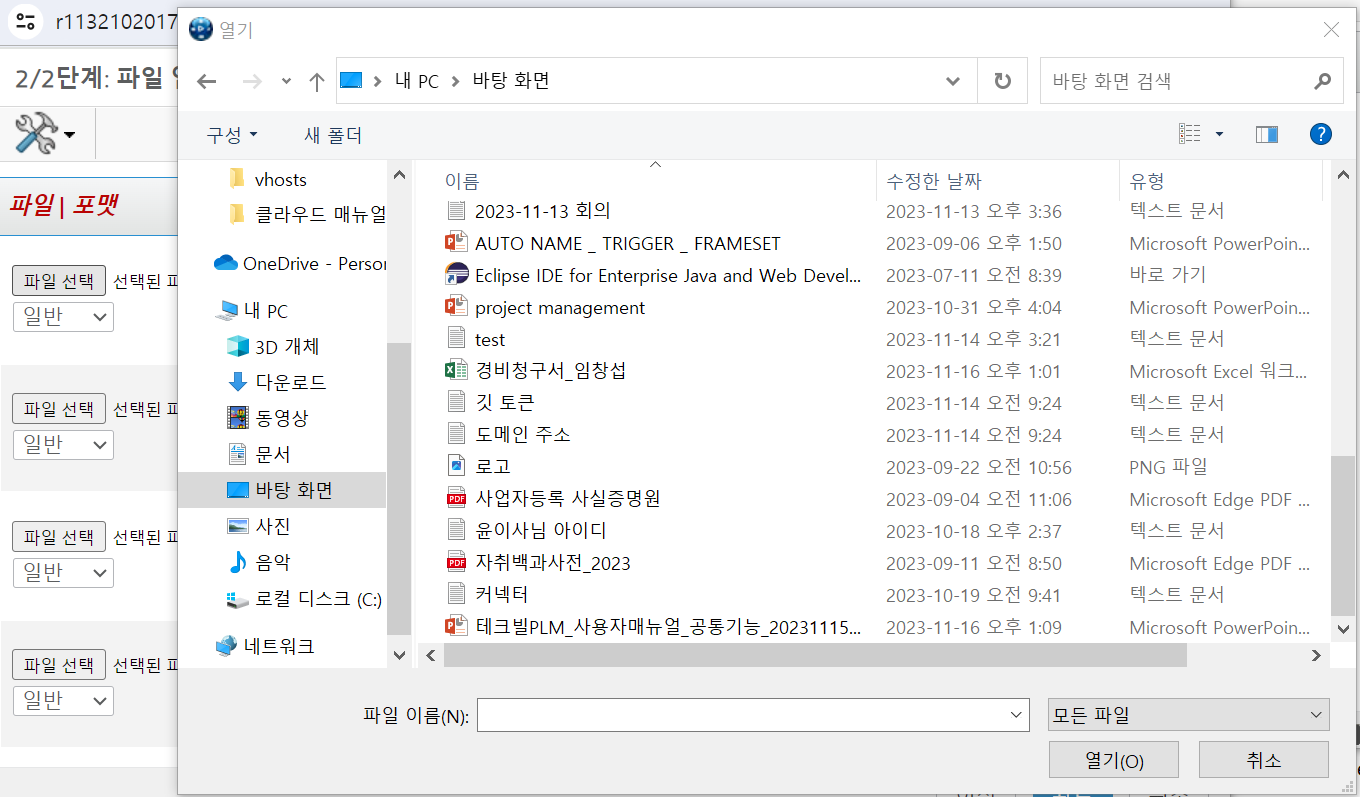 r1132102017
열기
2/2단계: 파일
내 PC
바탕 화면
바탕 화면 검색
구성
새 폴더
파일 | 포맷
파일 선택 선택된
일반
파일 선택 선택된
일반
파일 선택 선택된
일반
파일 선택 선택된
일반
vhosts
클라우드 매뉴얼
OneDrive - Person
내 PC
3D 개체
다운로드
동영상
문서
바탕 화면
사진
음악
로컬 디스크 (C:)
네트워크
이름 수정한 날짜 유형
2023-11-13 회의 2023-11-13 오후 3:36 텍스트 문서
AUTO NAME _ TRIGGER _ FRAMESET 2023-09-06 오후 1:50 Microsoft PowerPoin...
Eclipse IDE for Enterprise Java and Web Devel... 2023-07-11 오전 8:39 바로 가기
project management 2023-10-31 오후 4:04 Microsoft PowerPoin...
test 2023-11-14 오후 3:21 텍스트 문서
경비청구서_임창섭 2023-11-16 오후 1:01 Microsoft Excel 워크...
깃 토큰 2023-11-14 오전 9:24 텍스트 문서
도메인 주소 2023-11-14 오전 9:24 텍스트 문서
로고 2023-09-22 오전 10:56 PNG 파일
사업자등록 사실증명원 2023-09-04 오전 11:06 Microsoft Edge PDF ...
윤이사님 아이디 2023-10-18 오후 2:37 텍스트 문서
자취백과사전_2023 2023-09-11 오후 8:50 Microsoft Edge PDF ...
커넥터 2023-10-19 오전 9:41 텍스트 문서
테크빌PLM_사용자매뉴얼_공통기능_20231115... 2023-11-16 오후 1:09 Microsoft PowerPoin...
파일 이름(N):
모든 파일
열기(O)
취소